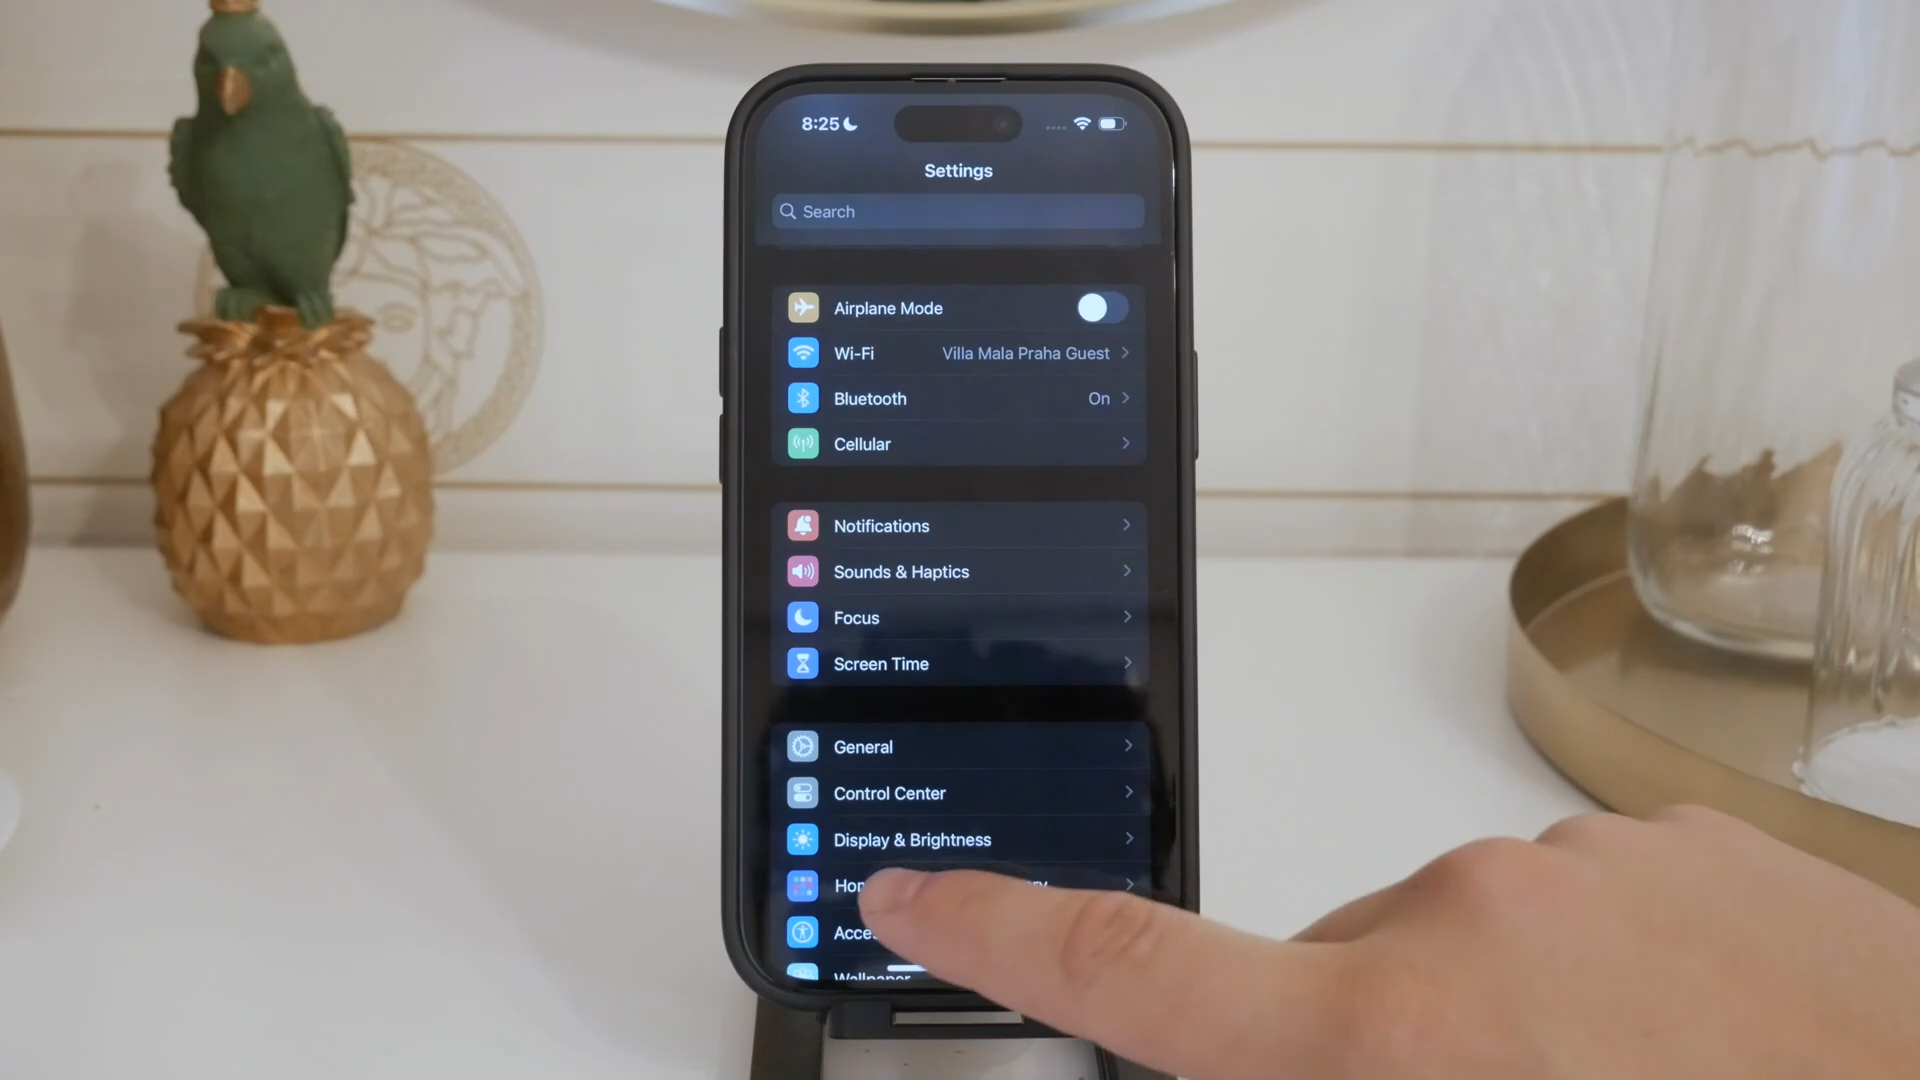 8:25
Settings
Search
Airplane Mode
Wi-Fi Villa Mala Praha Guest
Bluetooth On
Cellular
Notifications
Sounds & Haptics
Focus
Screen Time
General
Control Center
Display & Brightness
Wallpaper